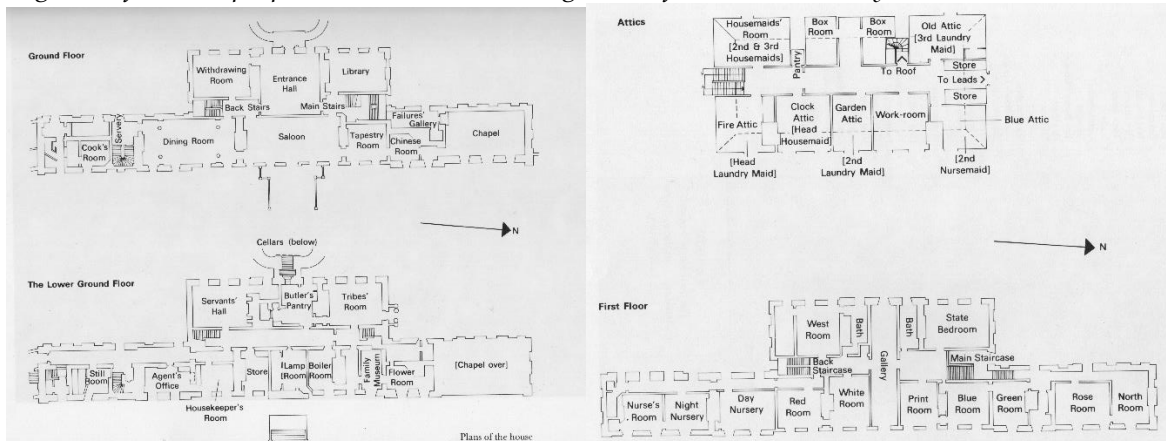 Ground Floor
Withdrawing
Room
Entrance
Hall
Library
Back Stairs
Main Stairs
Servery
Cook's
Room
Dining Room
Saloon
Tapestry
Room
Failures'
Gallery
Chinese
Room
Chapel
N
Cellars (below)
The Lower Ground Floor
Servants'
Hall
Butler's
Pantry
Tribes'
Room
Still
Room
Agent's
Office
Housekeeper's
Room
Store
Lamp
Room
Boiler
Room
Family
Museum
Flower
Room
[Chapel over]
Plans of the house
Attics
Housemaids'
Room
[2nd & 3rd
Housemaids]
Pantry
Box
Room
Box
Room
Old Attic
[3rd Laundry
Maid]
To Roof
Store
To Leads >
Store
Fire Attic
Clock
Attic
[Head
Housemaid]
Garden
Attic
Work-room
Blue Attic
[Head
Laundry Maid]
[2nd
Laundry Maid]
[2nd
Nursemaid]
N
First Floor
West
Room
Bath
Gallery
Bath
State
Bedroom
Back
Staircase
Main Staircase
Nurse's
Room
Night
Nursery
Day
Nursery
Red
Room
White
Room
Print
Room
Blue
Room
Green
Room
Rose
Room
North
Room